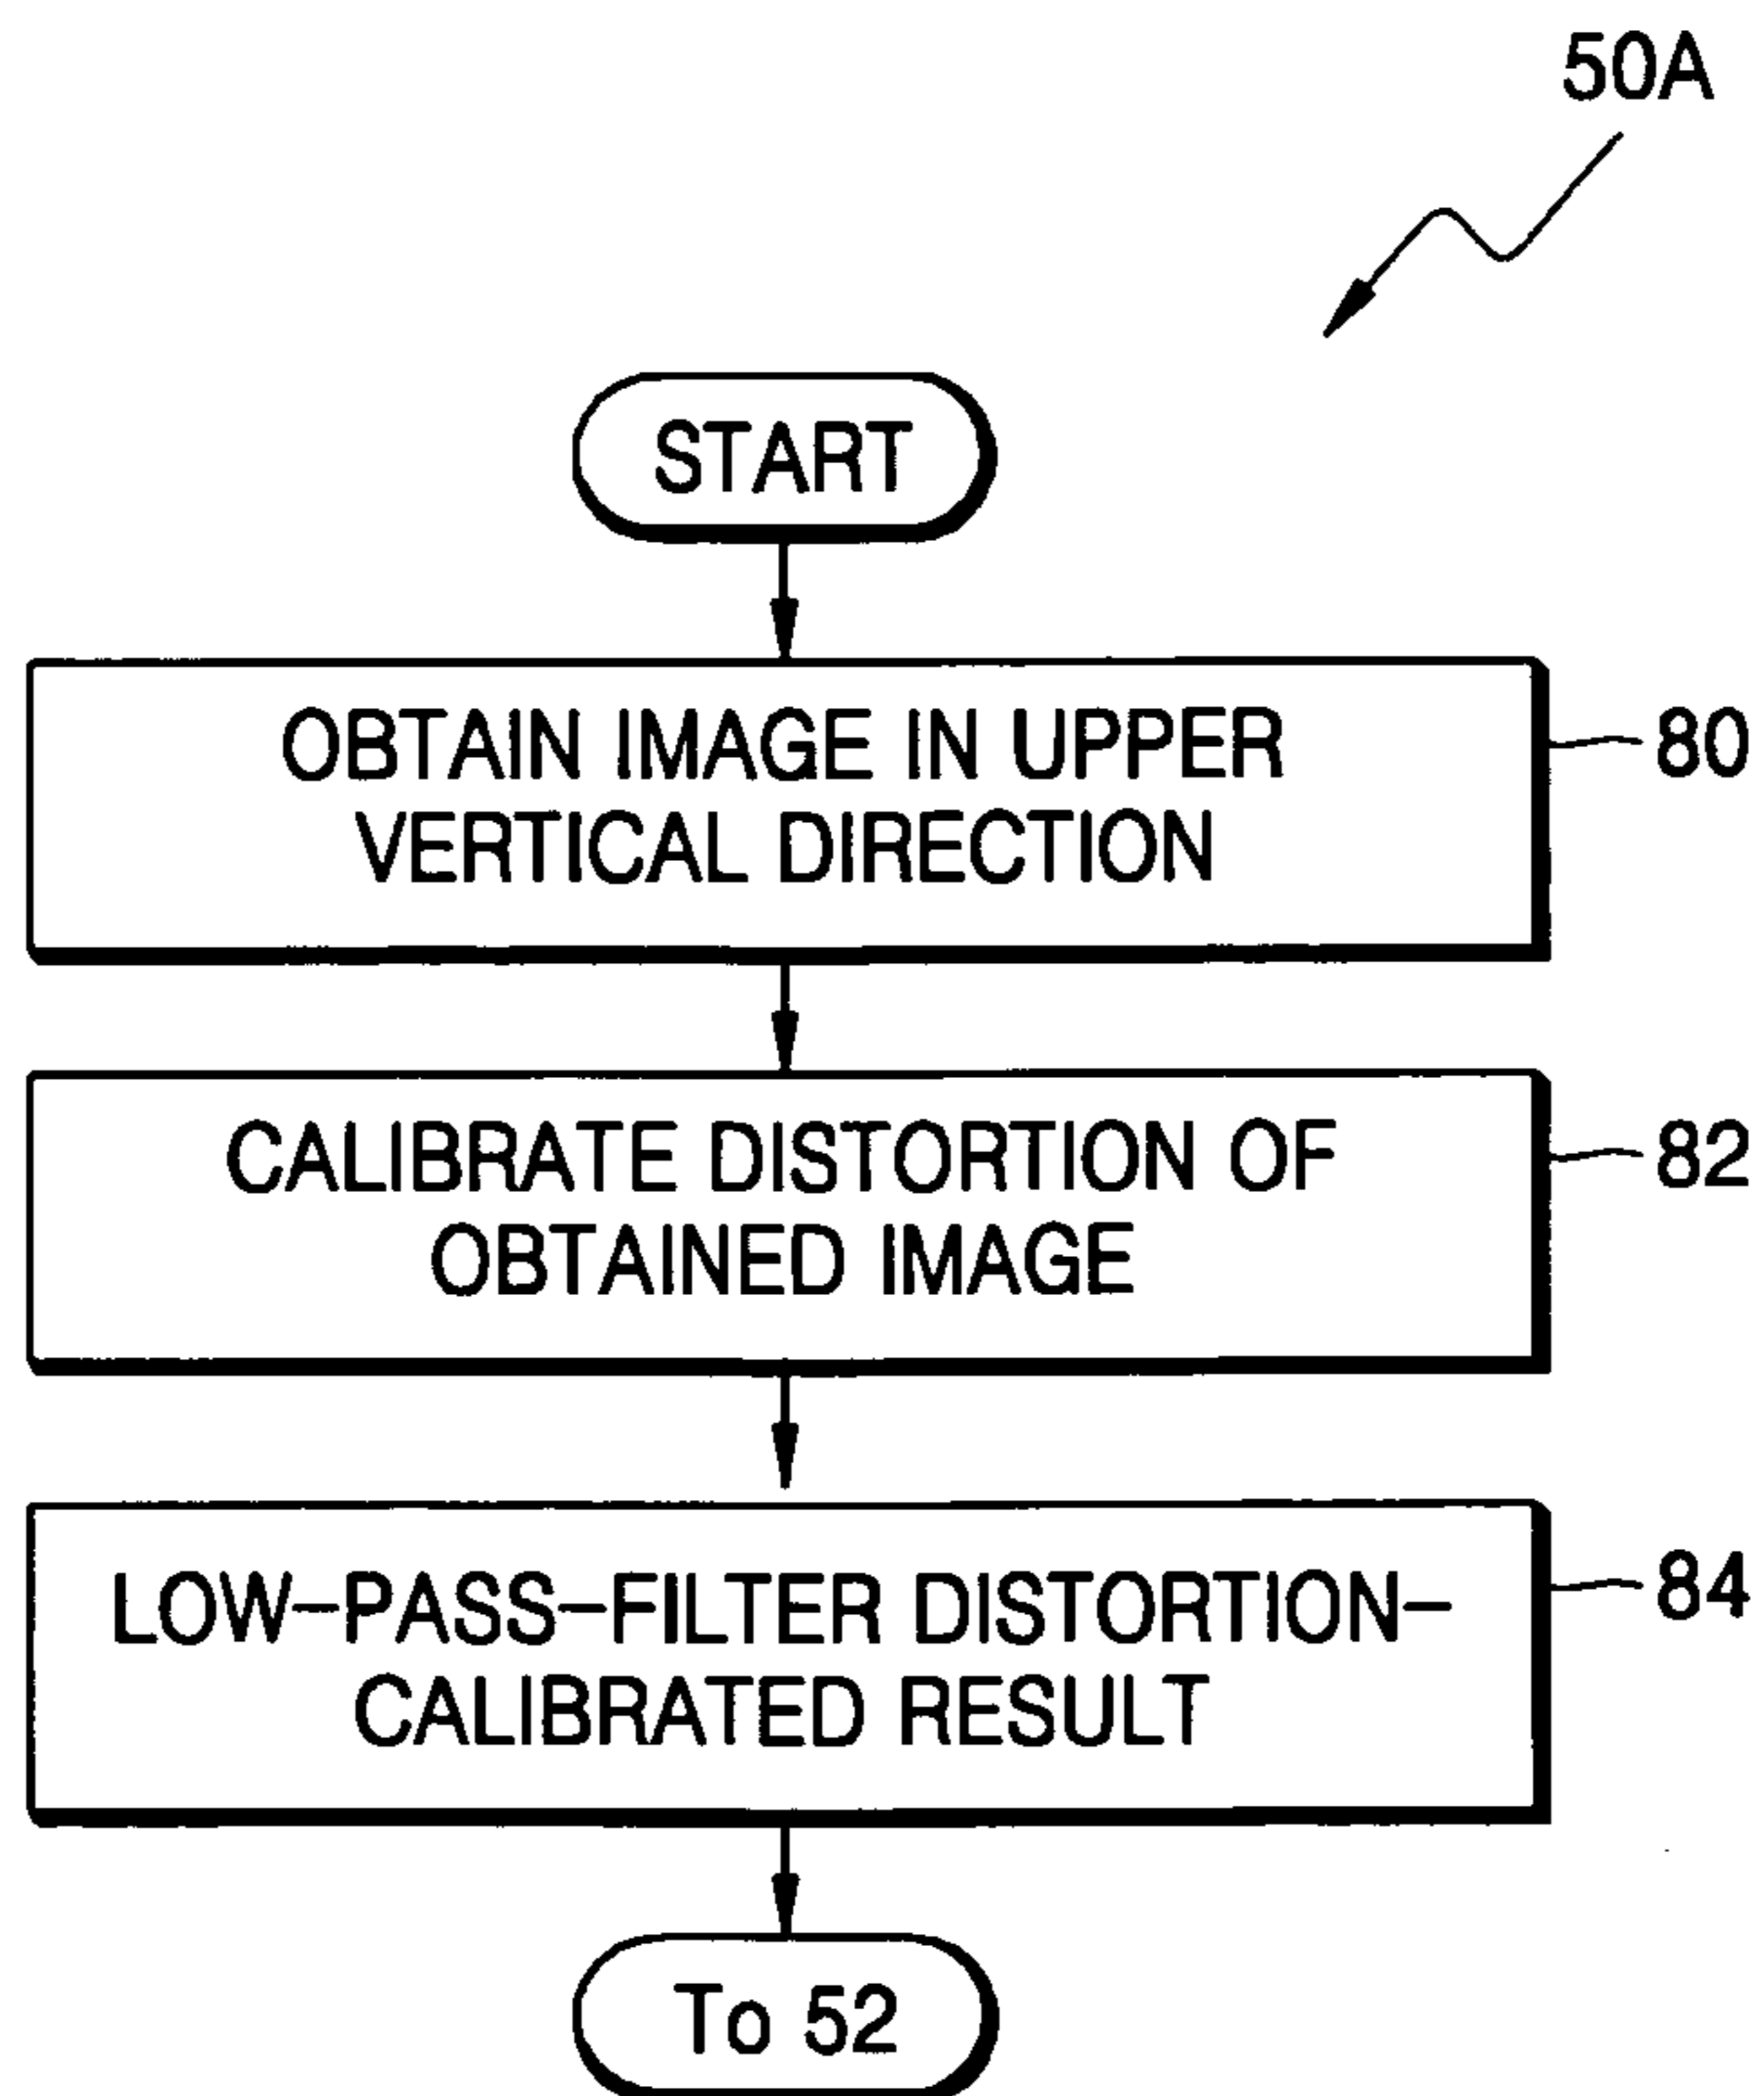 50A
START
OBTAIN IMAGE IN UPPER
VERTICAL DIRECTION
80
CALIBRATE DISTORTION OF
OBTAINED IMAGE
82
LOW-PASS-FILTER DISTORTION-
CALIBRATED RESULT
84
To 52